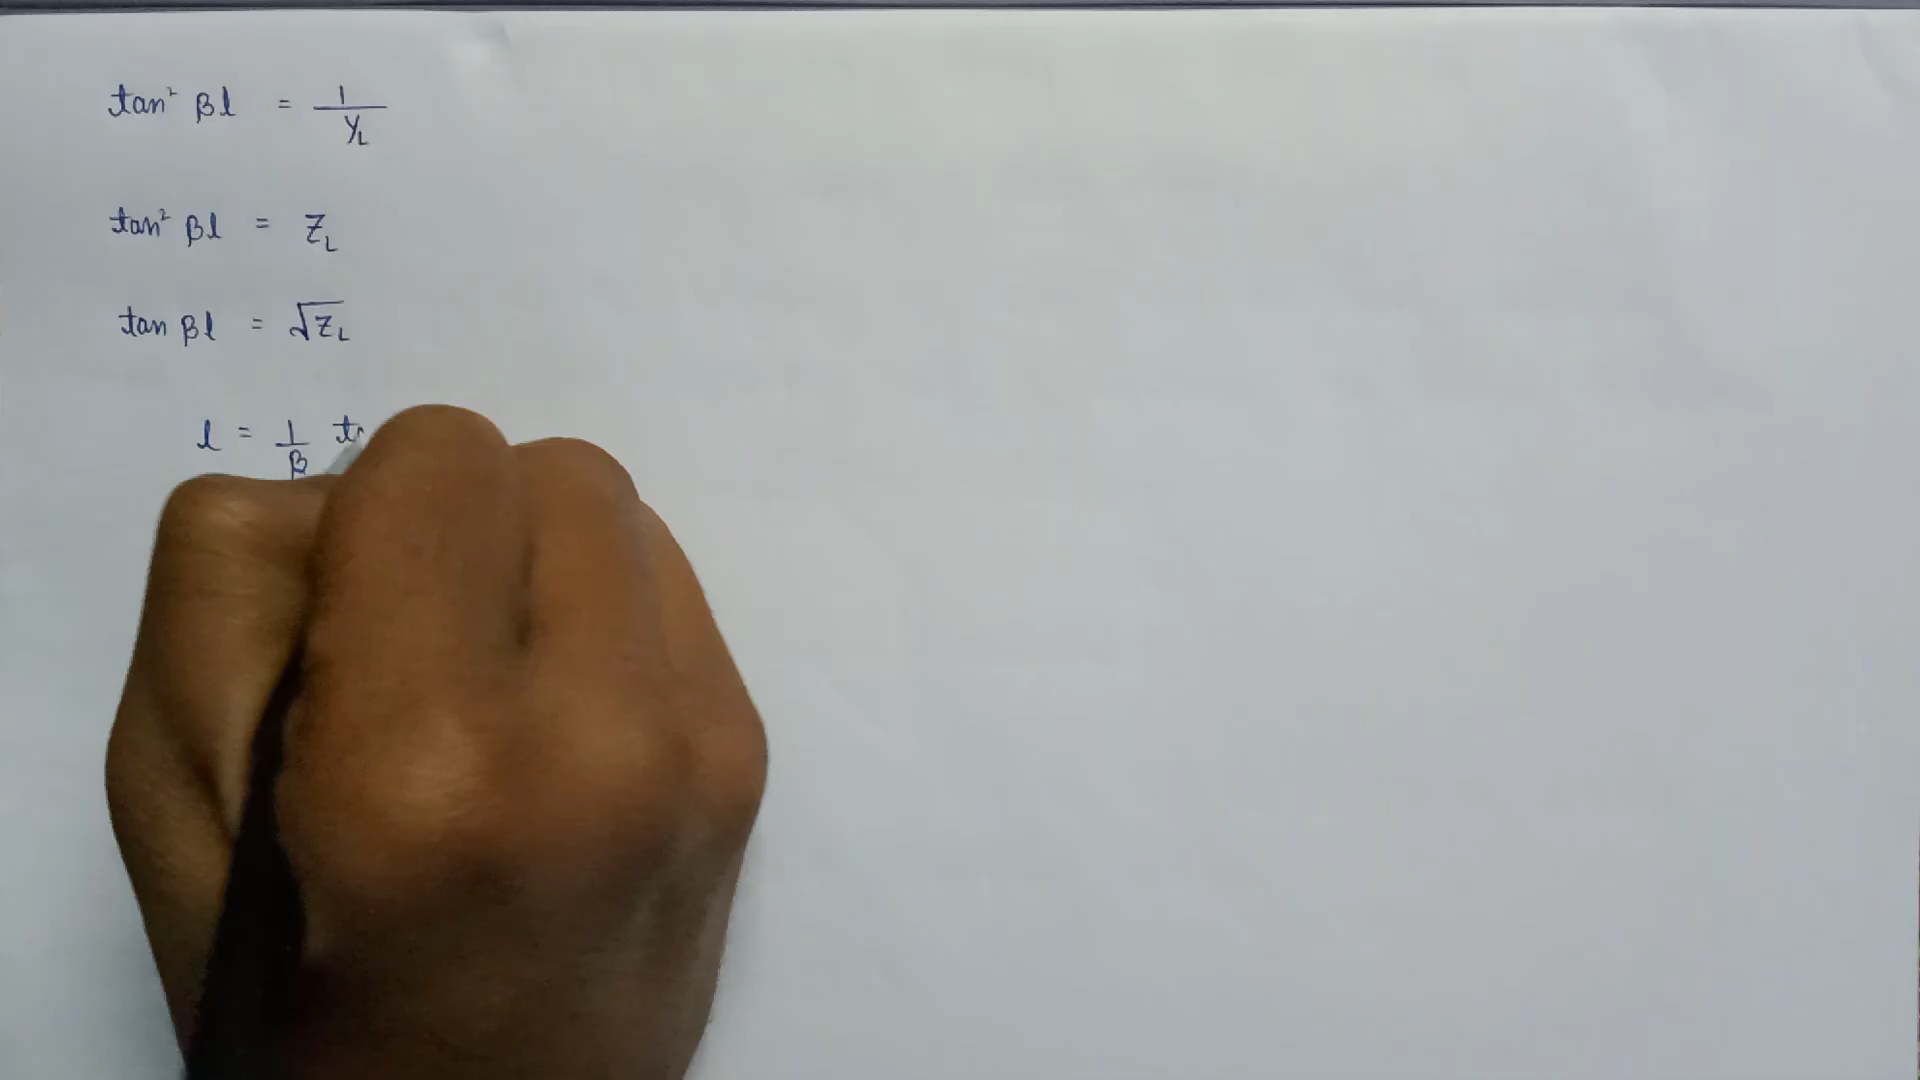 tan² βl = 1/yL
tan² βl = zL
tan βl = √zL
l = 1/β